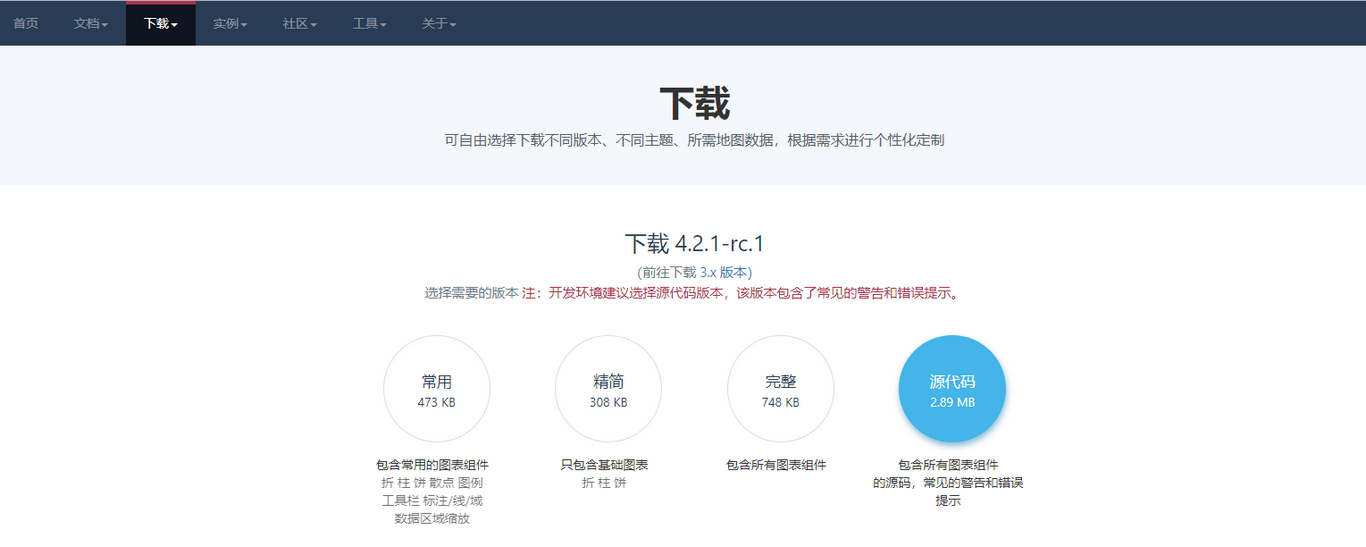 首页 文档 下载 实例 社区 工具 关于
下载
可自由选择下载不同版本、不同主题、所需地图数据，根据需求进行个性化定制
下载 4.2.1-rc.1
（前往下载 3.x 版本）
选择需要的版本 注：开发环境建议选择源代码版本，该版本包含了常见的警告和错误提示。
常用
473 KB
包含常用的图表组件
折 柱 饼 散点 图例
工具栏 标注/线/域
数据区域缩放
精简
308 KB
只包含基础图表
折 柱 饼
完整
748 KB
包含所有图表组件
源代码
2.89 MB
包含所有图表组件
的源码，常见的警告和错误
提示